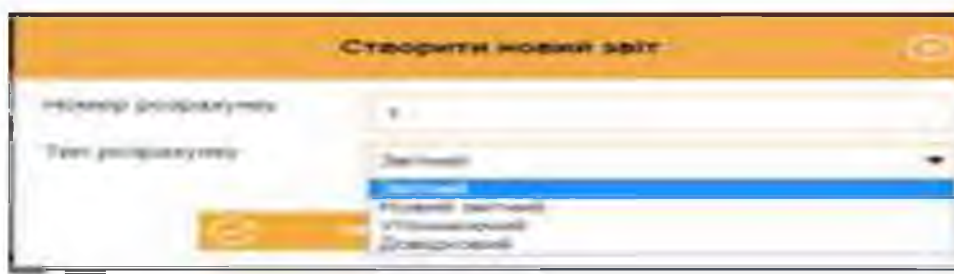 Створити новий звіт
Номер розрахунку
Тип розрахунку
Звітний
Звітний
Новий звітний
Уточнюючий
Довідковий